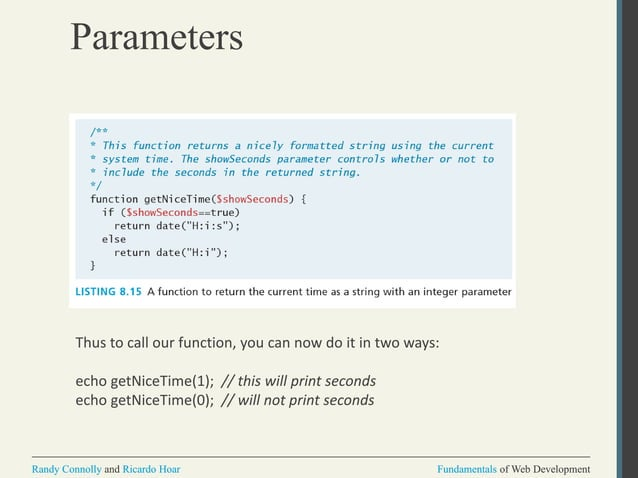 Parameters
/**
* This function returns a nicely formatted string using the current
* system time. The showSeconds parameter controls whether or not to
* include the seconds in the returned string.
*/
function getNiceTime($showSeconds) {
if ($showSeconds==true)
return date("H:i:s");
else
return date("H:i");
}
LISTING 8.15 A function to return the current time as a string with an integer parameter
Thus to call our function, you can now do it in two ways:
echo getNiceTime(1); // this will print seconds
echo getNiceTime(0); // will not print seconds
Randy Connolly and Ricardo Hoar Fundamentals of Web Development